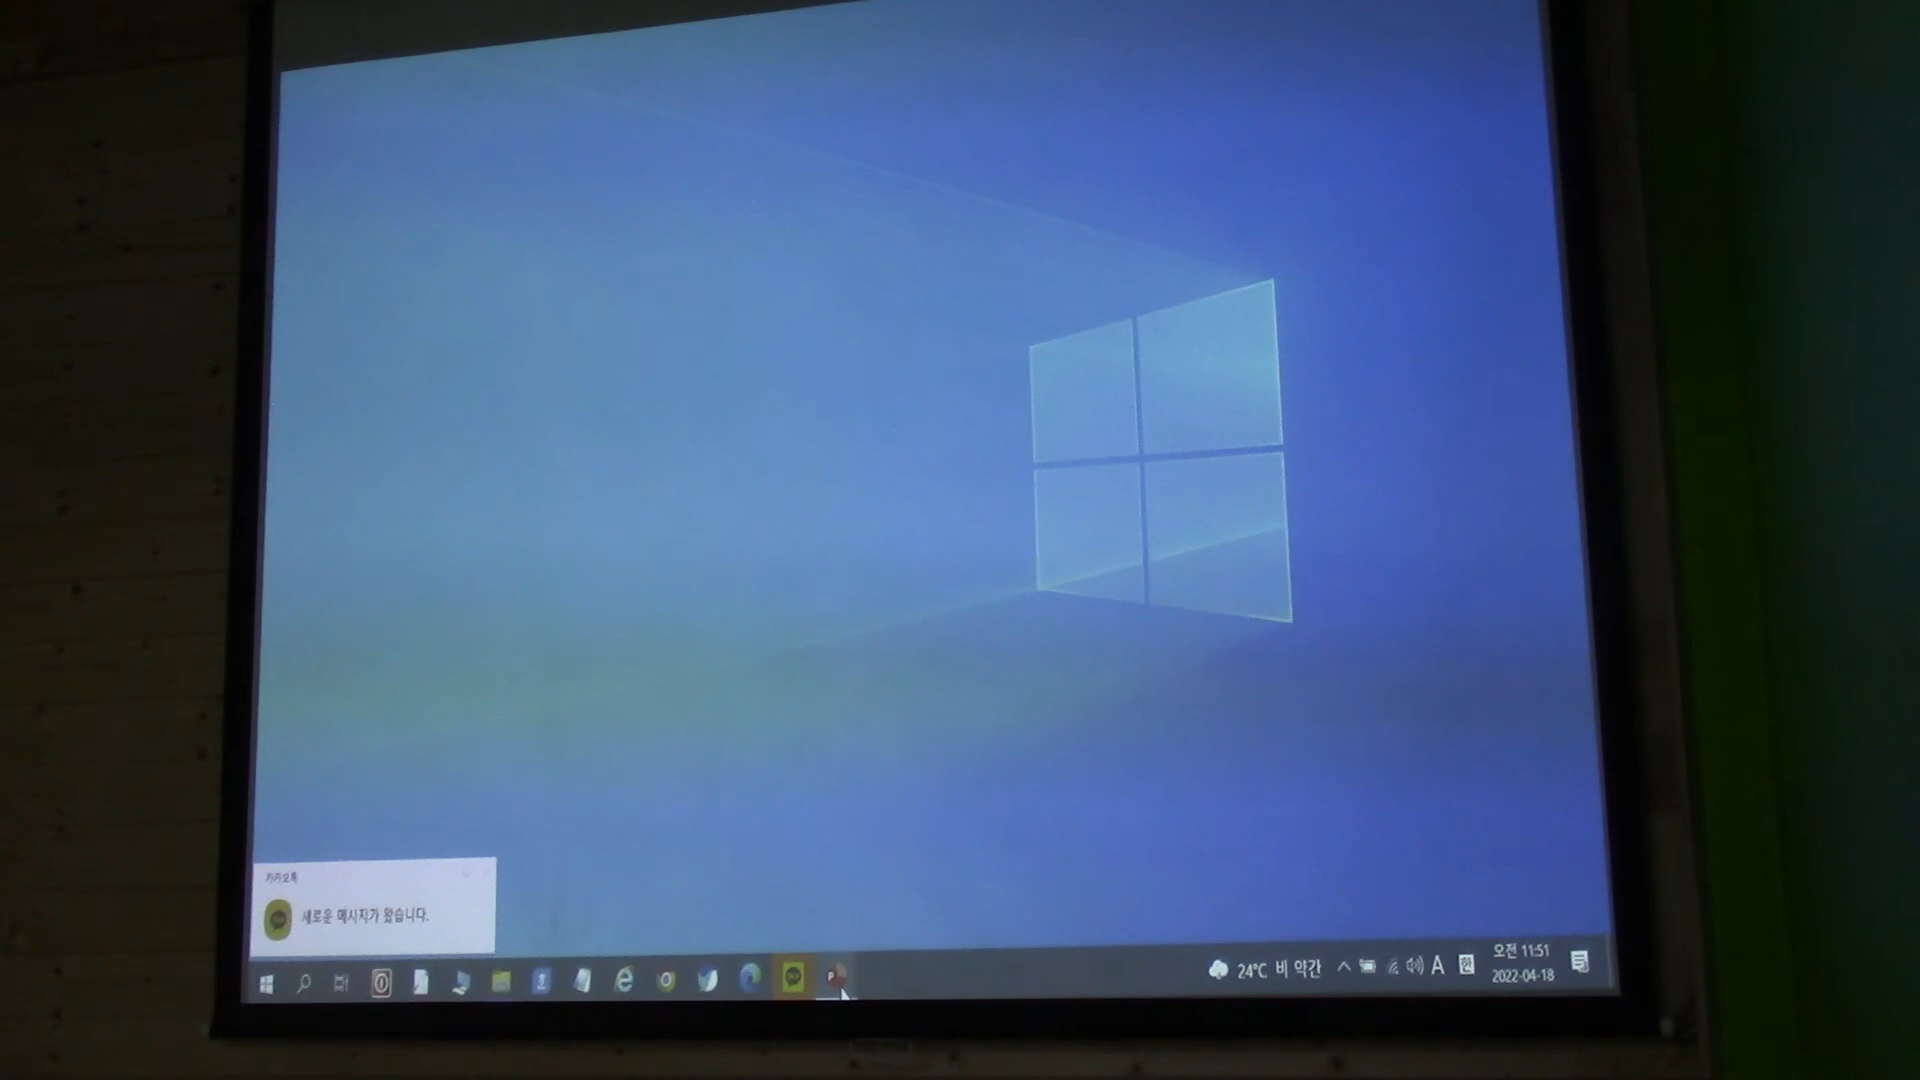 카카오톡
새로운 메시지가 왔습니다.
24°C 비 약간
A
오전 11:51
2022-04-18